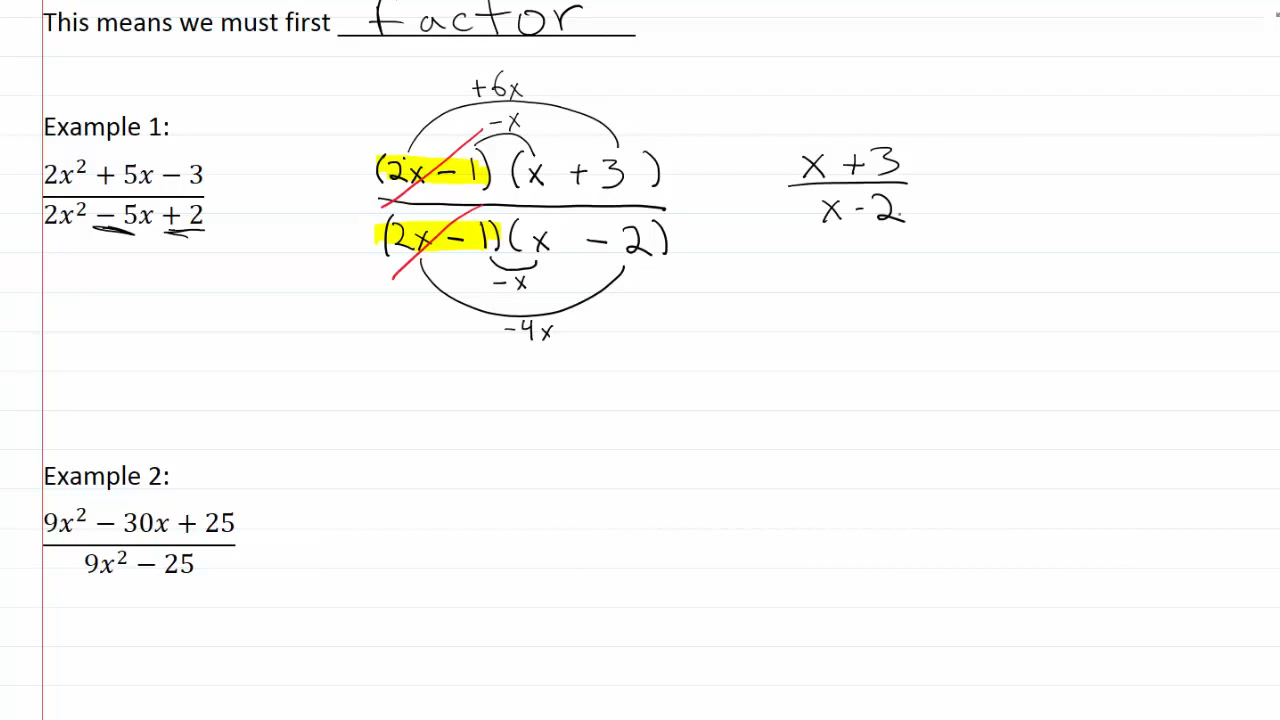 This means we must first factor
Example 1:
2x² + 5x − 3
2x² − 5x + 2
+6x
−x
(2x − 1)(x + 3)
(2x − 1)(x − 2)
−x
−4x
x + 3
x - 2
Example 2:
9x² − 30x + 25
9x² − 25